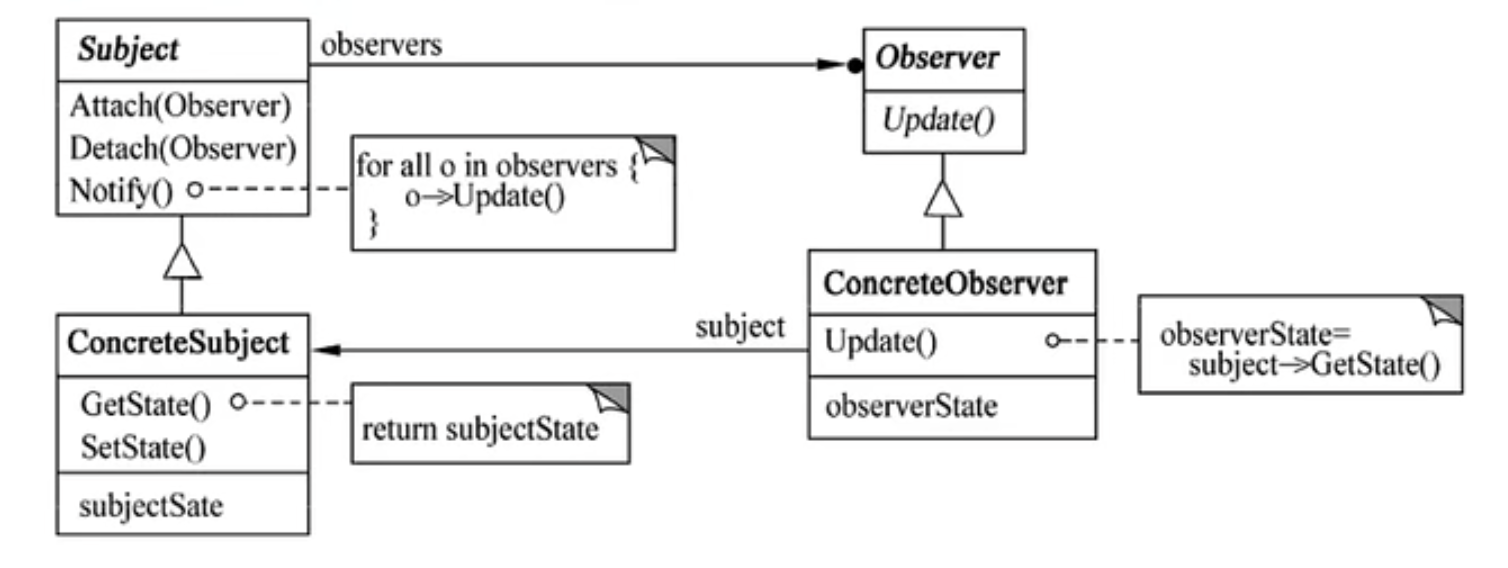 Subject
observers
Observer
Attach(Observer)
Detach(Observer)
Notify()
for all o in observers {
o->Update()
}
Update()
ConcreteSubject
GetState()
SetState()
subjectSate
return subjectState
subject
ConcreteObserver
Update()
observerState
observerState=
subject->GetState()